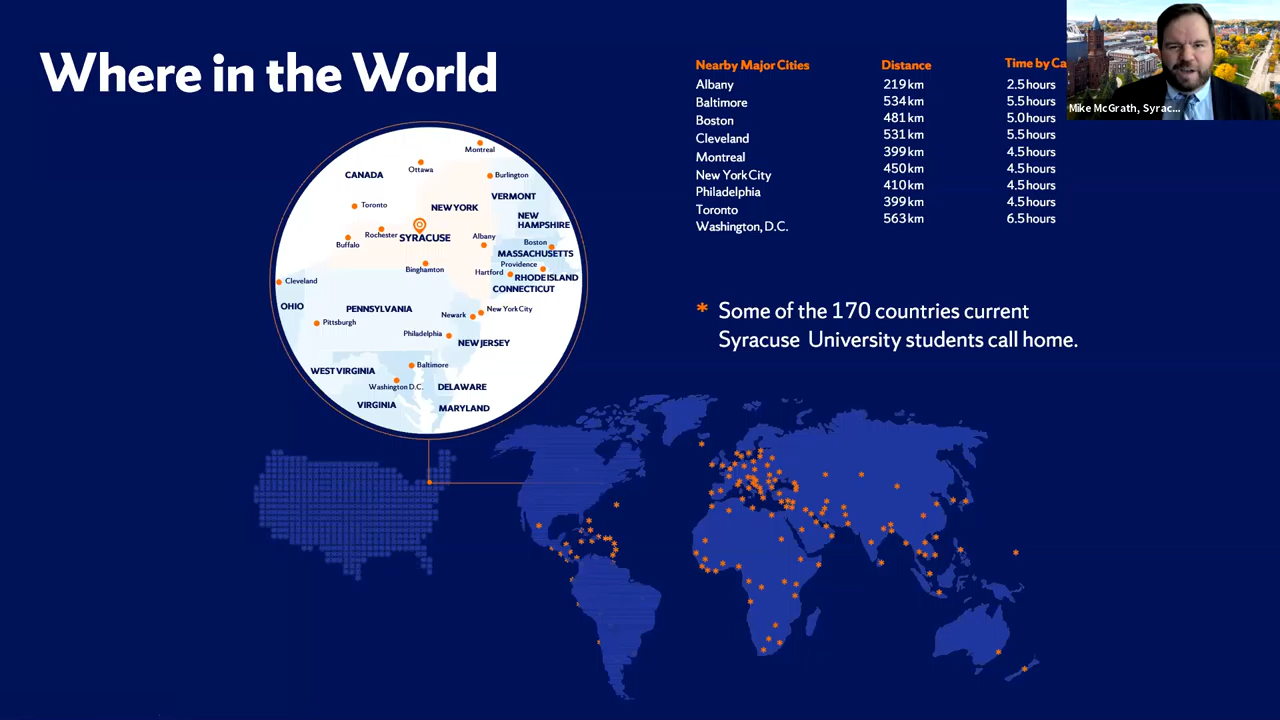 Where in the World
Nearby Major Cities Distance Time by Ca
Albany 219 km 2.5 hours
Baltimore 534 km 5.5 hours
Boston 481 km 5.0 hours
Cleveland 531 km 5.5 hours
Montreal 399 km 4.5 hours
New York City 450 km 4.5 hours
Philadelphia 410 km 4.5 hours
Toronto 399 km 4.5 hours
Washington, D.C. 563 km 6.5 hours
Mike McGrath, Syrac...
Montreal
Ottawa
CANADA
Burlington
VERMONT
Toronto
NEW YORK
NEW
HAMPSHIRE
Rochester
SYRACUSE
Albany
Buffalo
Boston
MASSACHUSETTS
Providence
Binghamton
Hartford
RHODE ISLAND
Cleveland
CONNECTICUT
OHIO
PENNSYLVANIA
New York City
Newark
Pittsburgh
Philadelphia
NEW JERSEY
Baltimore
WEST VIRGINIA
Washington D.C.
DELAWARE
VIRGINIA
MARYLAND
* Some of the 170 countries current
Syracuse University students call home.